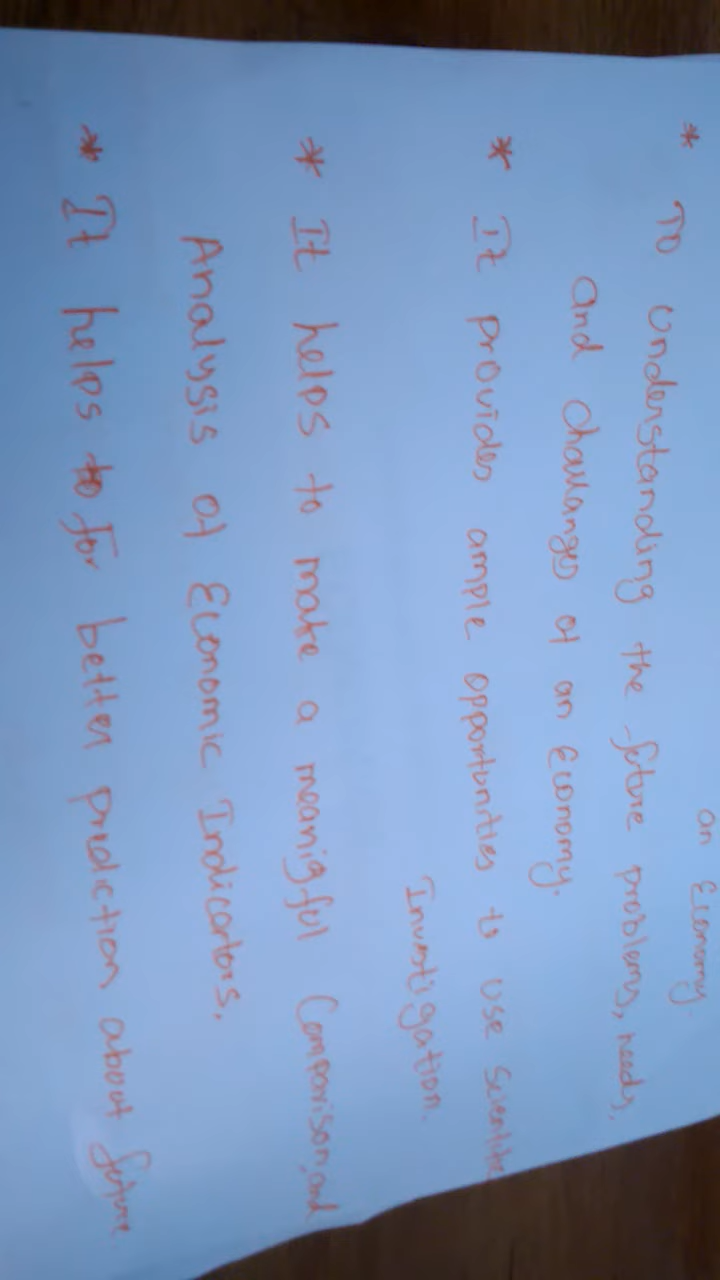 an Economy.
* To Understanding the future problems, needs,
and challanges of an Economy.
* It provides ample opportunities to use Scientific
Investigation.
* It helps to make a meanigful Comparison, and
Analysis of Economic Indicators.
* It helps to for better prediction about future